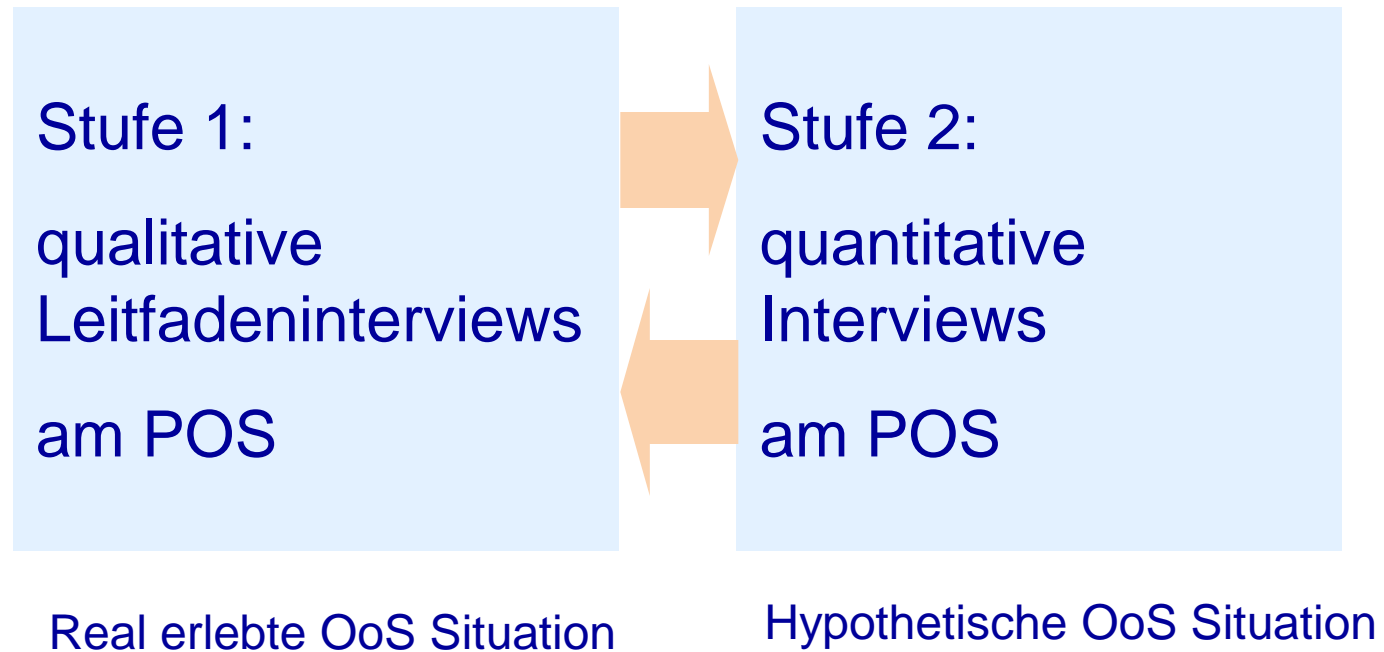 Stufe 1:
qualitative
Leitfadeninterviews
am POS
Stufe 2:
quantitative
Interviews
am POS
Real erlebte OoS Situation
Hypothetische OoS Situation